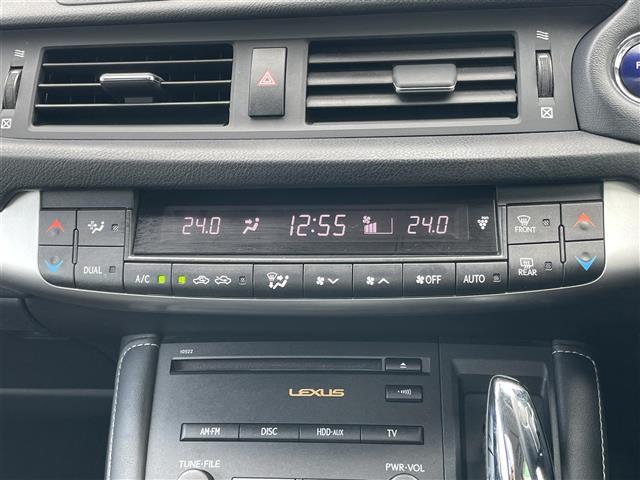 24.0 12:55 24.0
FRONT
DUAL A/C OFF AUTO REAR
10522
LEXUS
AM·FM DISC HDD·AUX TV
TUNE·FILE PWR·VOL